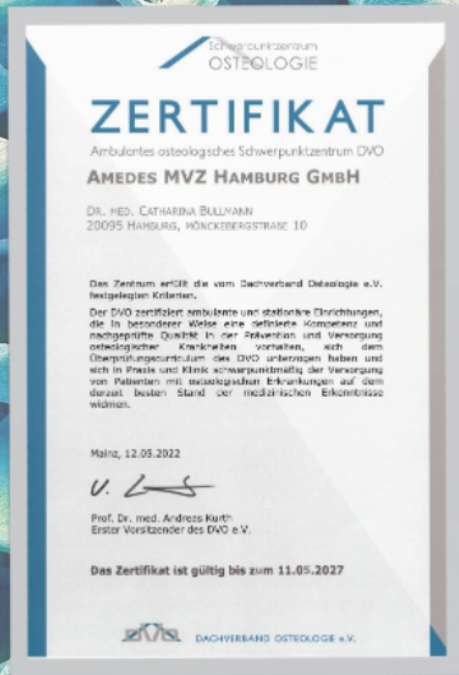 Schwerpunktzentrum
OSTEOLOGIE
ZERTIFIKAT
Ambulantes osteologisches Schwerpunktzentrum DVO
AMEDES MVZ HAMBURG GMBH
DR. MED. CATHARINA BULLMANN
20095 HAMBURG, MÖNCKEBERGSTRAßE 10
Das Zentrum erfüllt die vom Dachverband Osteologie e.V.
festgelegten Kriterien.
Der DVO zertifiziert ambulante und stationäre Einrichtungen,
die in besonderer Weise eine definierte Kompetenz und
nachgeprüfte Qualität in der Prävention und Versorgung
osteologischer Krankheiten vorhalten, sich dem
Überprüfungscurriculum des DVO unterzogen haben und
sich in Praxis und Klinik schwerpunktmäßig der Versorgung
von Patienten mit osteologischen Erkrankungen auf dem
derzeit besten Stand der medizinischen Erkenntnisse
widmen.
Mainz, 12.05.2022
Prof. Dr. med. Andreas Kurth
Erster Vorsitzender des DVO e.V.
Das Zertifikat ist gültig bis zum 11.05.2027
DVO DACHVERBAND OSTEOLOGIE e.V.